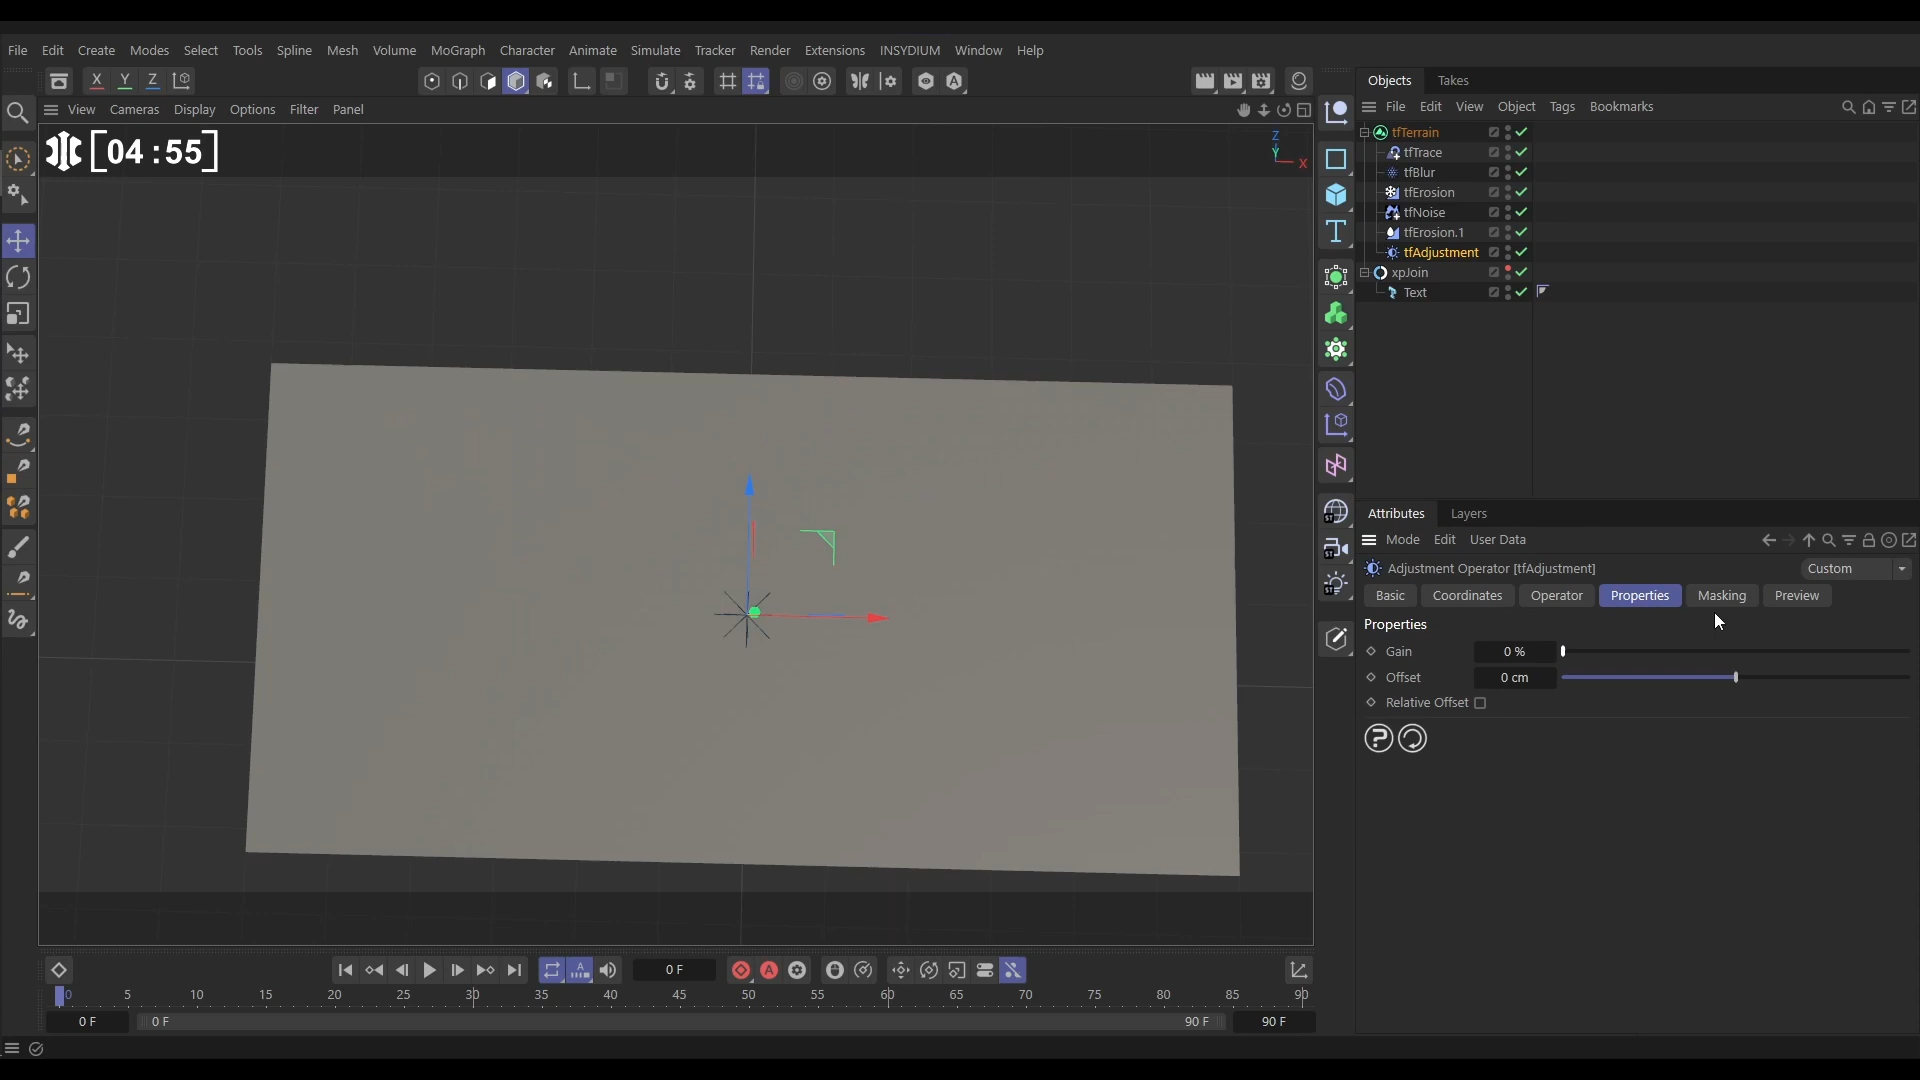 File Edit Create Modes Select Tools Spline Mesh Volume MoGraph Character Animate Simulate Tracker Render Extensions INSYDIUM Window Help
X Y Z
Objects Takes
View Cameras Display Options Filter Panel
File Edit View Object Tags Bookmarks
[04:55]
Z
Y
X
tfTerrain
tfTrace
tfBlur
tfErosion
tfNoise
tfErosion.1
tfAdjustment
xpJoin
Text
Attributes Layers
Mode Edit User Data
Adjustment Operator [tfAdjustment] Custom
Basic Coordinates Operator Properties Masking Preview
Properties
Gain 0 %
Offset 0 cm
Relative Offset
ST
ST
ST
0 F
0 5 10 15 20 25 30 35 40 45 50 55 60 65 70 75 80 85 90
0 F 0 F 90 F 90 F